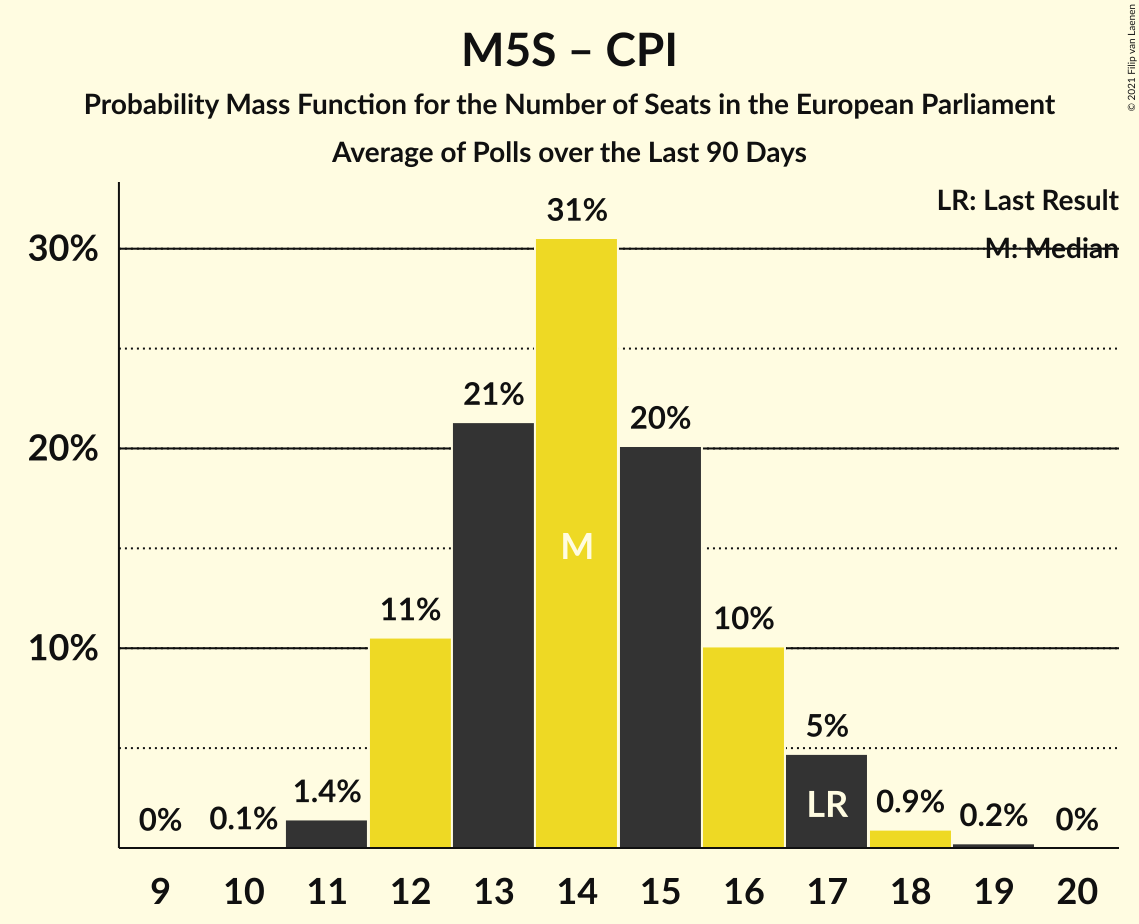 M5S – CPI
Probability Mass Function for the Number of Seats in the European Parliament
Average of Polls over the Last 90 Days
© 2021 Filip van Laenen
LR: Last Result
M: Median
30%
20%
10%
0%
0.1%
1.4%
11%
21%
31%
20%
10%
5%
0.9%
0.2%
0%
M
LR
9 10 11 12 13 14 15 16 17 18 19 20